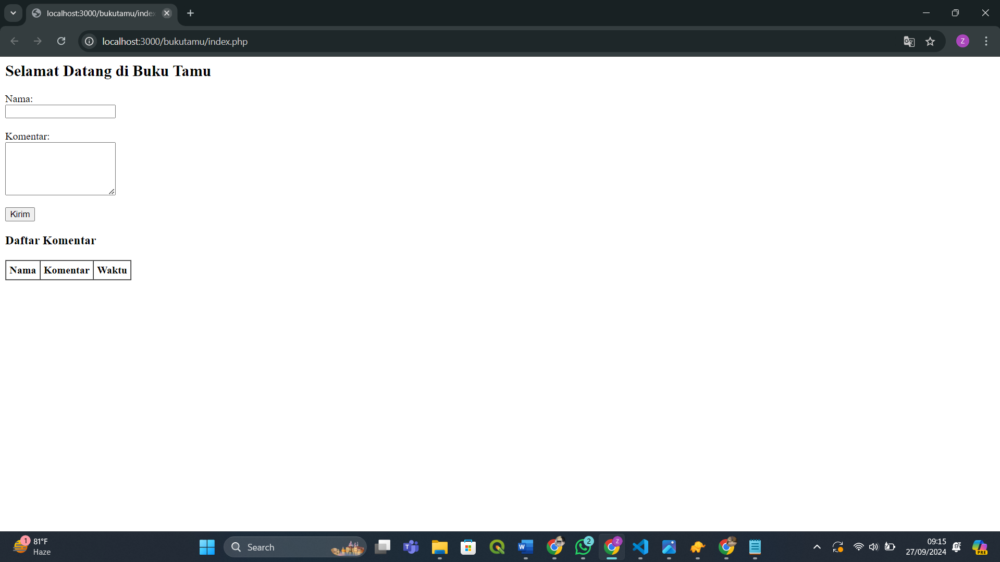 localhost:3000/bukutamu/index
localhost:3000/bukutamu/index.php
Z
Selamat Datang di Buku Tamu
Nama:
Komentar:
Kirim
Daftar Komentar
Nama Komentar Waktu
1
81°F
Haze
Search
T
W
2
Z
09:15
27/09/2024
PRE